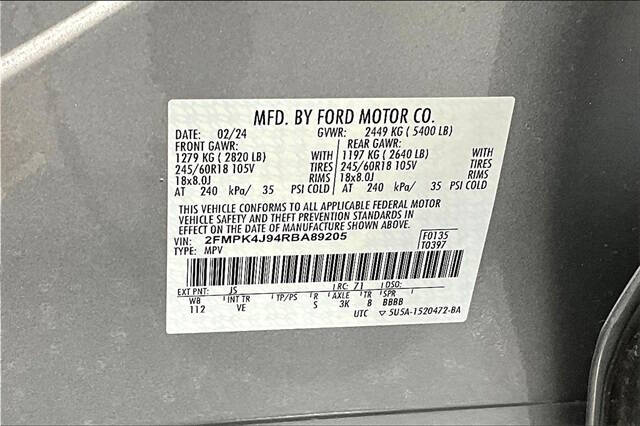 MFD. BY FORD MOTOR CO.
DATE: 02/24 GVWR: 2449 KG ( 5400 LB)
FRONT GAWR: REAR GAWR:
1279 KG ( 2820 LB) WITH 1197 KG ( 2640 LB) WITH
245/60R18 105V TIRES 245/60R18 105V TIRES
18x8.0J RIMS 18x8.0J RIMS
AT 240 kPa/ 35 PSI COLD AT 240 kPa/ 35 PSI COLD
THIS VEHICLE CONFORMS TO ALL APPLICABLE FEDERAL MOTOR
VEHICLE SAFETY AND THEFT PREVENTION STANDARDS IN
EFFECT ON THE DATE OF MANUFACTURE SHOWN ABOVE.
VIN: 2FMPK4J94RBA89205 F0135
TYPE: MPV T0397
EXT PNT: JS RC: 71 DSO:
WB INT TR TP/PS R AXLE TR SPR
112 VE S 3K 8 BBBB
UTC ▽ 5U5A-1520472-BA